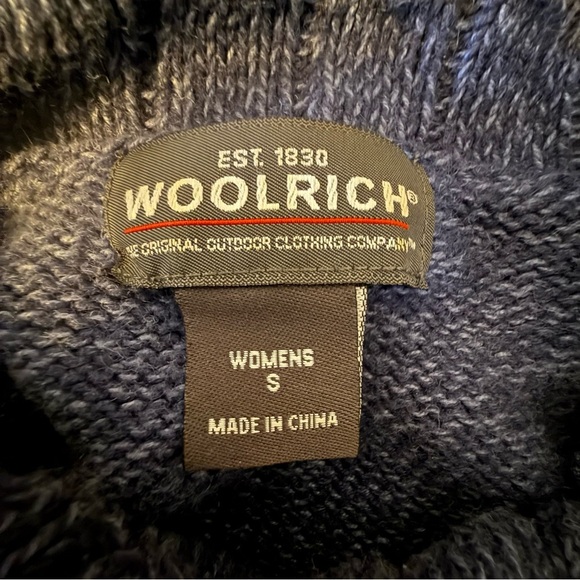 EST. 1830
WOOLRICH®
THE ORIGINAL OUTDOOR CLOTHING COMPANY™
WOMENS
S
MADE IN CHINA